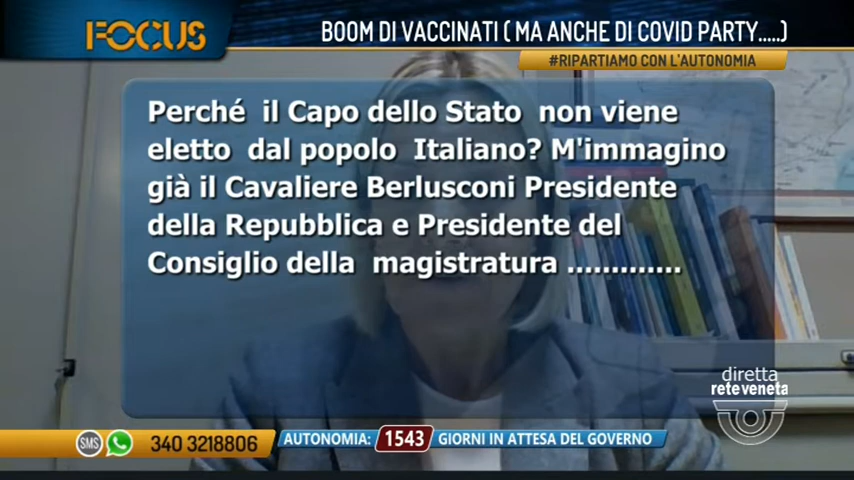 FOCUS
BOOM DI VACCINATI ( MA ANCHE DI COVID PARTY.....)
#RIPARTIAMO CON L'AUTONOMIA
Perché il Capo dello Stato non viene
eletto dal popolo Italiano? M'immagino
già il Cavaliere Berlusconi Presidente
della Repubblica e Presidente del
Consiglio della magistratura .............
diretta
reteveneta
SMS 340 3218806
AUTONOMIA: 1543 GIORNI IN ATTESA DEL GOVERNO